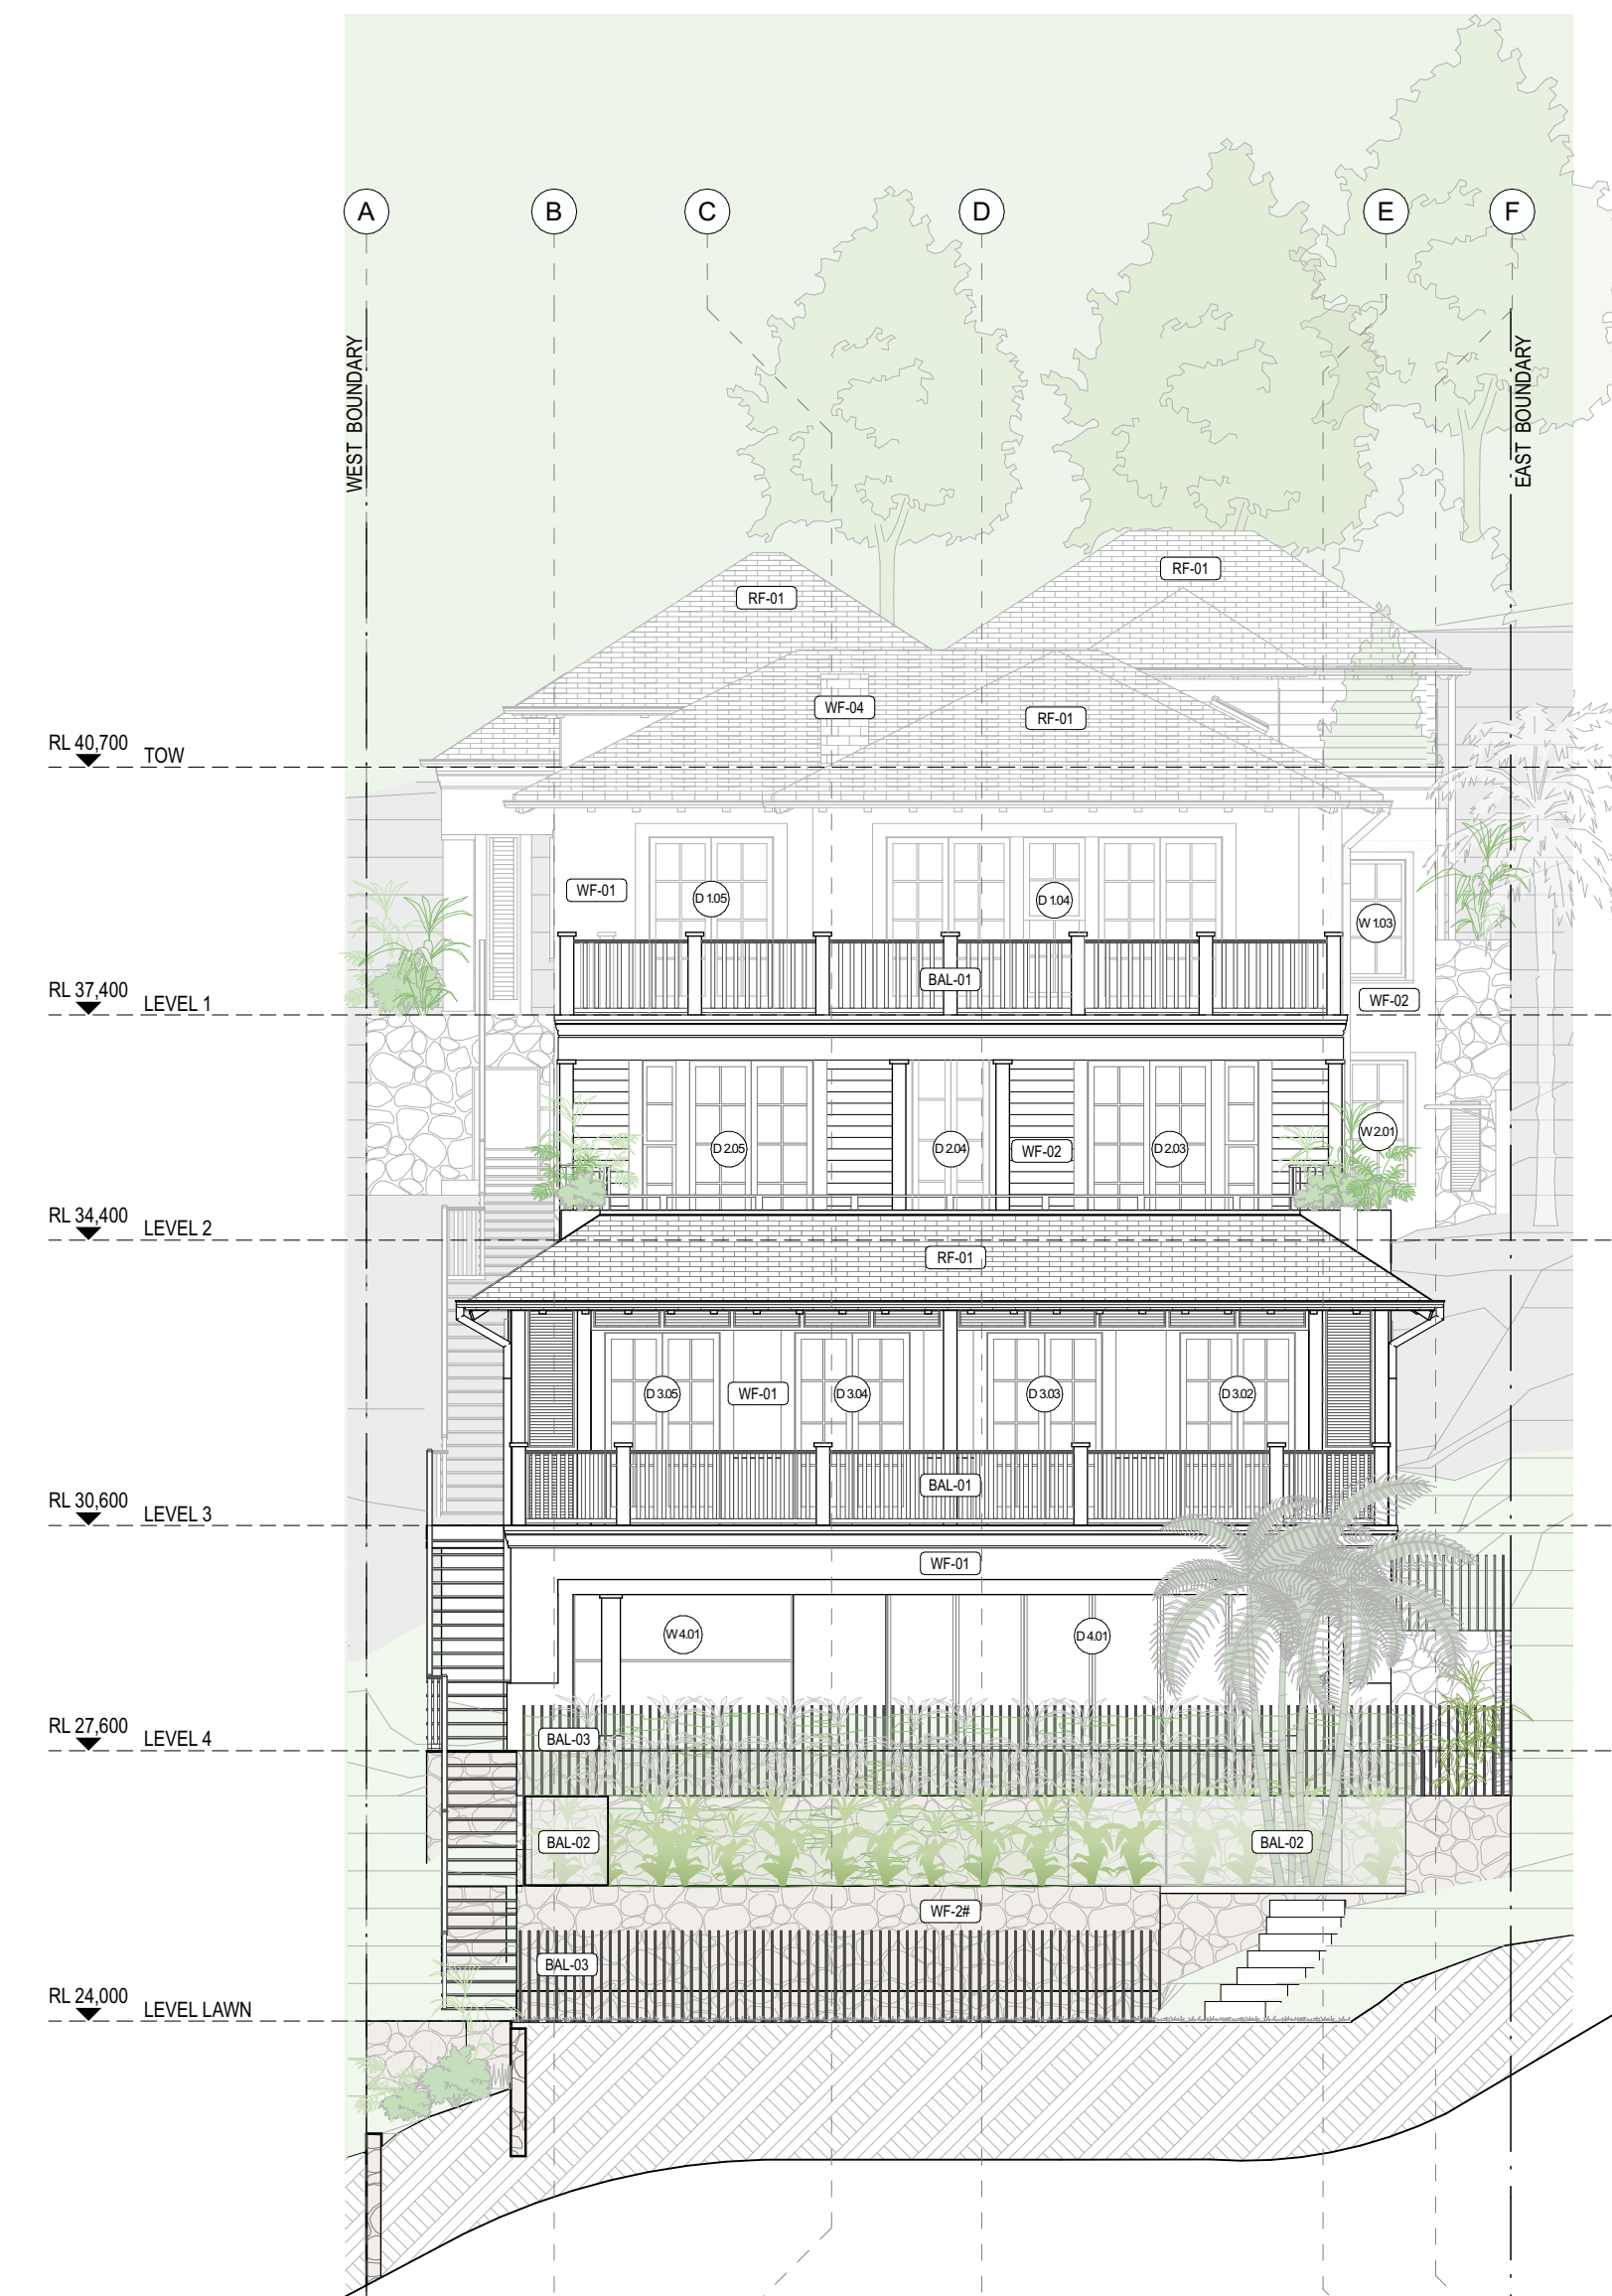 A
B
C
D
E
F
WEST BOUNDARY
EAST BOUNDARY
RF-01
RF-01
WF-04
RF-01
RL 40,700
TOW
WF-01
D 1.05
D 1.04
W 1.03
BAL-01
RL 37,400
LEVEL 1
WF-02
D 2.05
D 2.04
WF-02
D 2.03
W 2.01
RL 34,400
LEVEL 2
RF-01
D 3.05
WF-01
D 3.04
D 3.03
D 3.02
BAL-01
RL 30,600
LEVEL 3
WF-01
W 4.01
D 4.01
RL 27,600
LEVEL 4
BAL-03
BAL-02
BAL-02
WF-2#
BAL-03
RL 24,000
LEVEL LAWN